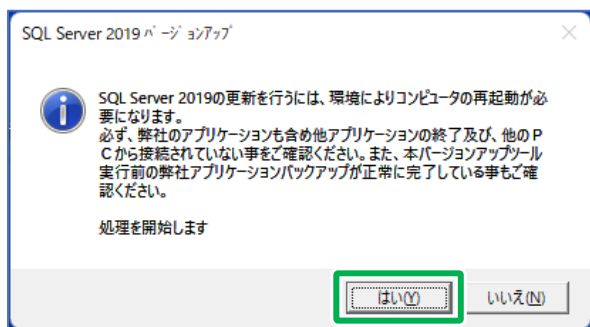 SQL Server 2019 ﾊﾞｰｼﾞｮﾝｱｯﾌﾟ
SQL Server 2019の更新を行うには、環境によりコンピュータの再起動が必
要になります。
必ず、弊社のアプリケーションも含め他アプリケーションの終了及び、他のＰ
Ｃから接続されていない事をご確認ください。また、本バージョンアップツール
実行前の弊社アプリケーションバックアップが正常に完了している事もご確
認ください。
処理を開始します
はい(Y)
いいえ(N)